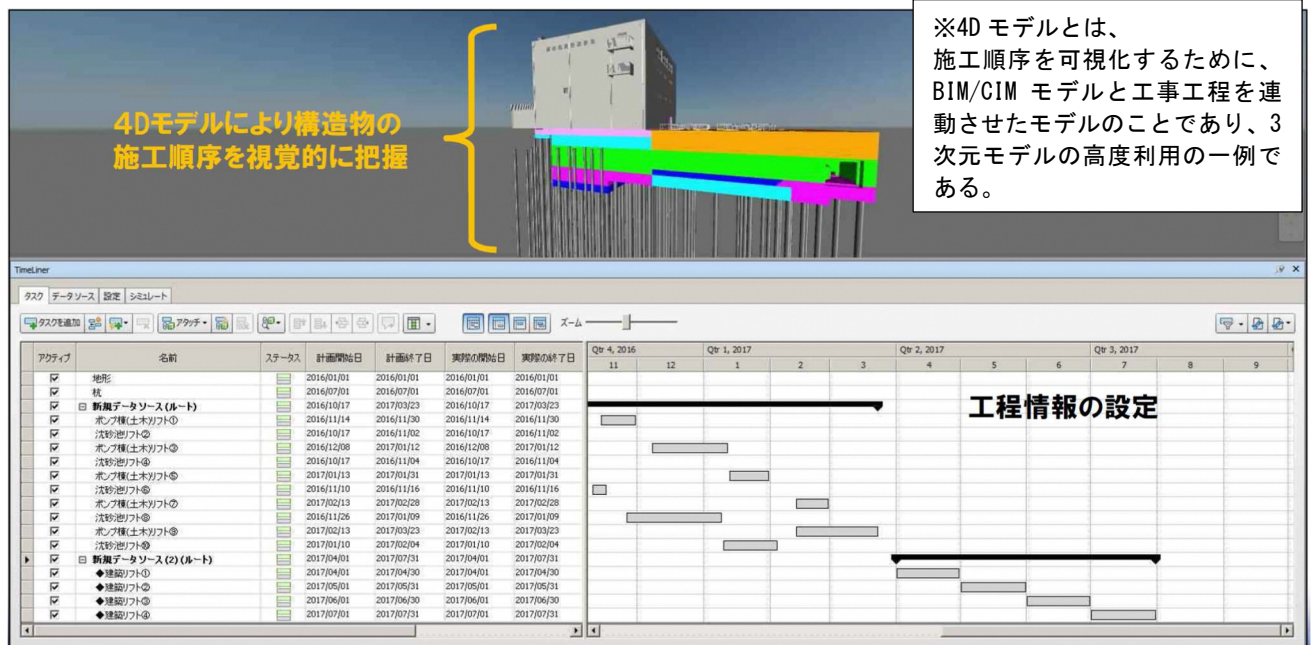 ※4D モデルとは、
施工順序を可視化するために、
BIM/CIM モデルと工事工程を連
動させたモデルのことであり、3
次元モデルの高度利用の一例で
ある。
4Dモデルにより構造物の
施工順序を視覚的に把握
TimeLiner
タスク データソース 設定 シミュレート
タスクを追加 アタッチ ズーム
アクティブ 名前 ステータス 計画開始日 計画終了日 実際の開始日 実際の終了日
Qtr 4, 2016 Qtr 1, 2017 Qtr 2, 2017 Qtr 3, 2017
11 12 1 2 3 4 5 6 7 8 9
工程情報の設定
地形 2016/01/01 2016/01/01 2016/01/01 2016/01/01
杭 2016/07/01 2016/07/01 2016/07/01 2016/07/01
新規データソース (ルート) 2016/10/17 2017/03/23 2016/10/17 2017/03/23
ポンプ棟(土木)リフト① 2016/11/14 2016/11/30 2016/11/14 2016/11/30
沈砂池リフト② 2016/10/17 2016/11/02 2016/10/17 2016/11/02
ポンプ棟(土木)リフト③ 2016/12/08 2017/01/12 2016/12/08 2017/01/12
沈砂池リフト④ 2016/10/17 2016/11/04 2016/10/17 2016/11/04
ポンプ棟(土木)リフト⑤ 2017/01/13 2017/01/31 2017/01/13 2017/01/31
沈砂池リフト⑥ 2016/11/10 2016/11/16 2016/11/10 2016/11/16
ポンプ棟(土木)リフト⑦ 2017/02/13 2017/02/28 2017/02/13 2017/02/28
沈砂池リフト⑧ 2016/11/26 2017/01/09 2016/11/26 2017/01/09
ポンプ棟(土木)リフト⑨ 2017/02/13 2017/03/23 2017/02/13 2017/03/23
沈砂池リフト⑩ 2017/01/10 2017/02/04 2017/01/10 2017/02/04
新規データソース (2) (ルート) 2017/04/01 2017/07/31 2017/04/01 2017/07/31
◆建築リフト① 2017/04/01 2017/04/30 2017/04/01 2017/04/30
◆建築リフト② 2017/05/01 2017/05/31 2017/05/01 2017/05/31
◆建築リフト③ 2017/06/01 2017/06/30 2017/06/01 2017/06/30
◆建築リフト④ 2017/07/01 2017/07/31 2017/07/01 2017/07/31